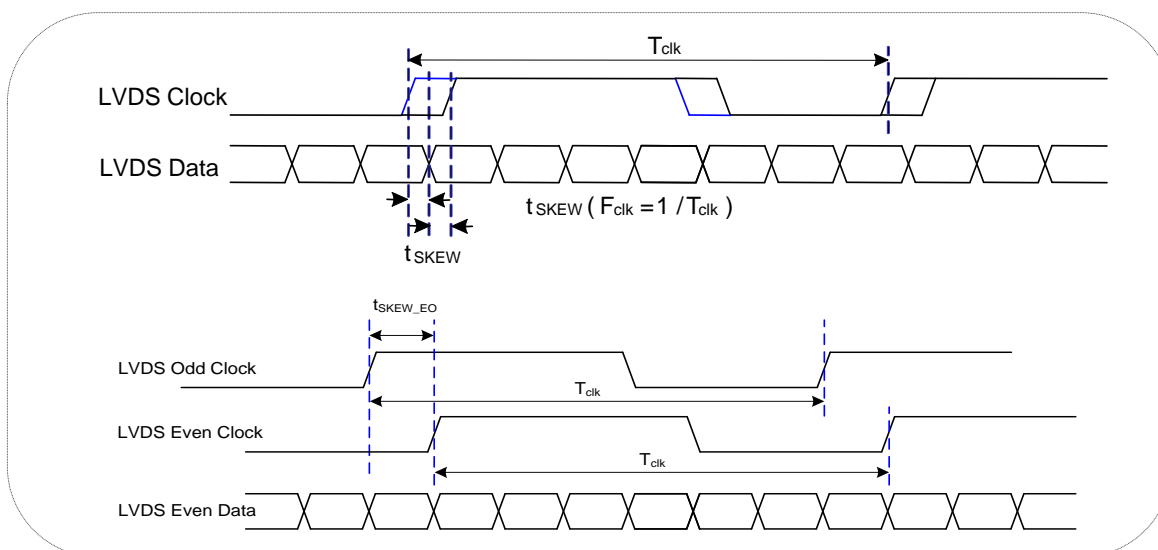 Tclk
LVDS Clock
LVDS Data
tSKEW ( Fclk = 1 / Tclk )
tSKEW
tSKEW_EO
LVDS Odd Clock
Tclk
LVDS Even Clock
Tclk
LVDS Even Data